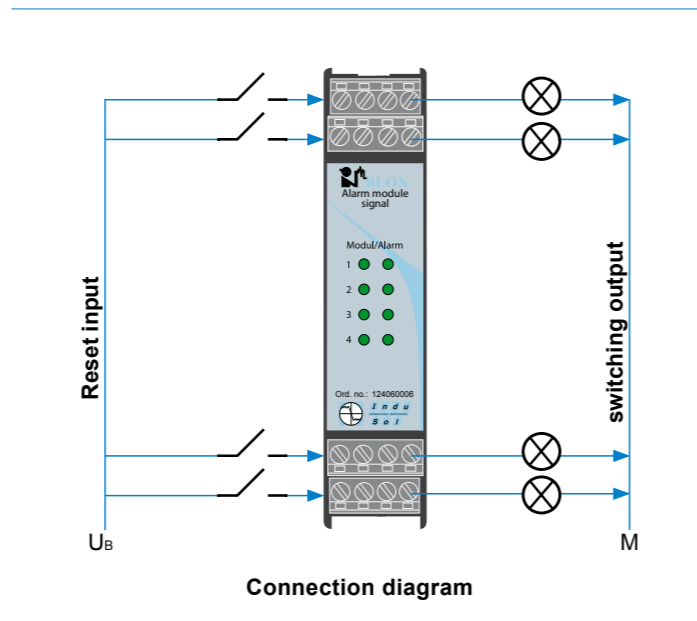 BLOX
Alarm module
signal
Modul/Alarm
1
2
3
4
Reset input
switching output
Ord. no.: 124060006
Indu
Sol
UB
M
Connection diagram